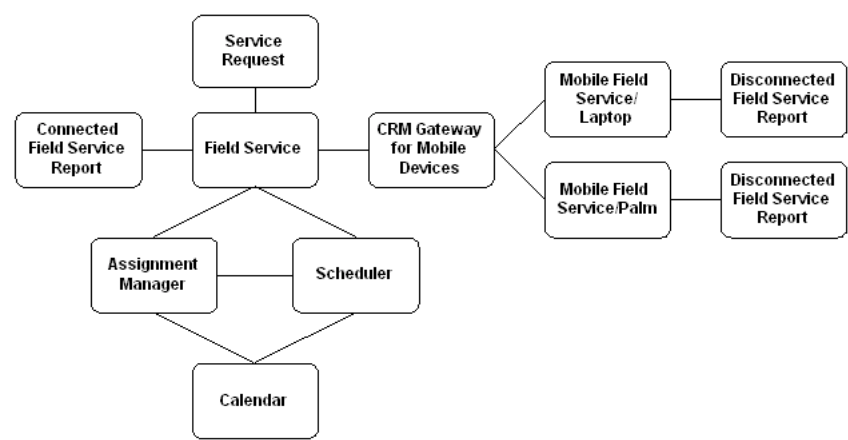 Service
Request
Connected
Field Service
Report
Field Service
CRM Gateway
for Mobile
Devices
Mobile Field
Service/
Laptop
Disconnected
Field Service
Report
Mobile Field
Service/Palm
Disconnected
Field Service
Report
Assignment
Manager
Scheduler
Calendar